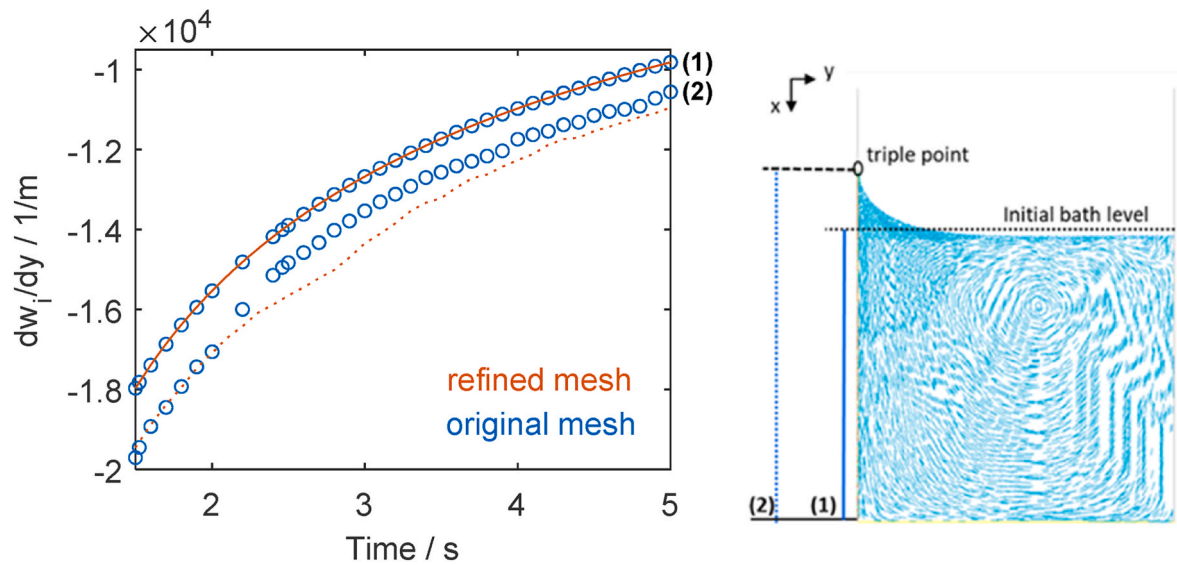 ×10⁴
-1
-1.2
-1.4
-1.6
-1.8
-2
dwᵢ/dy / 1/m
2
3
4
5
Time / s
(1)
(2)
refined mesh
original mesh
y
x
triple point
Initial bath level
(2)
(1)